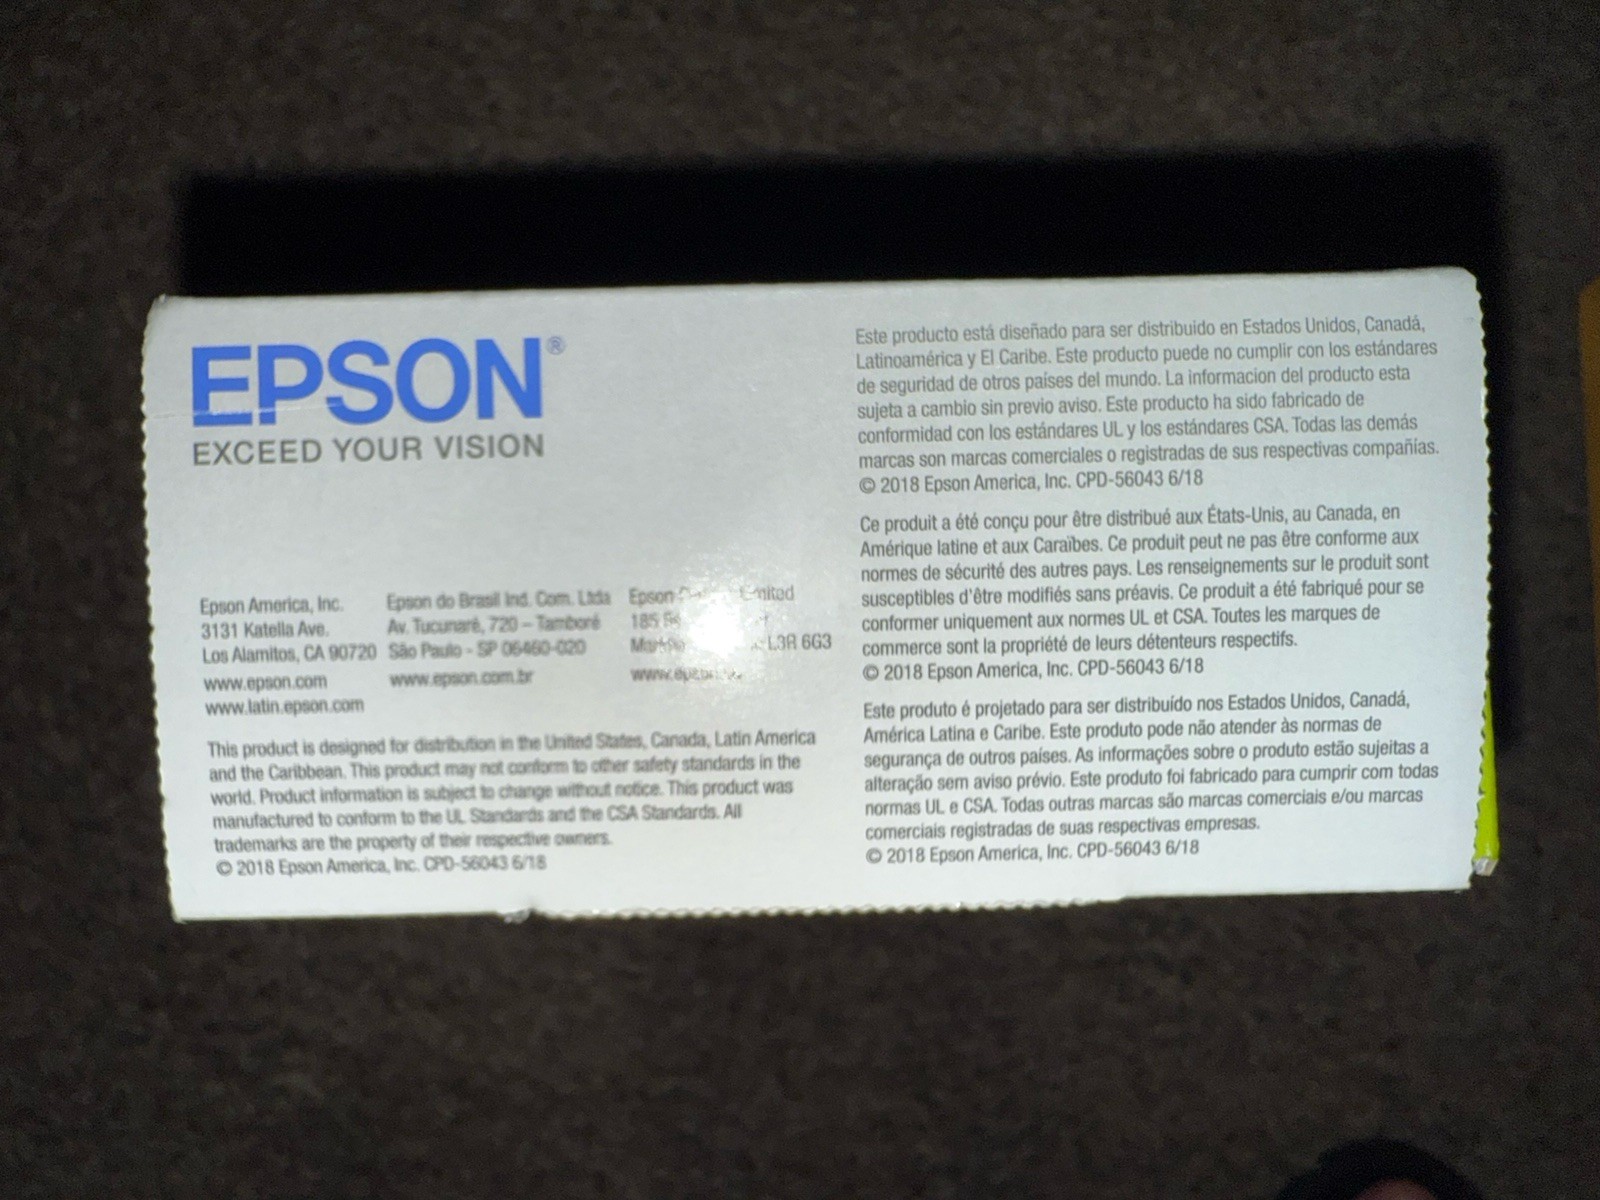 EPSON®
EXCEED YOUR VISION
Epson America, Inc.
3131 Katella Ave.
Los Alamitos, CA 90720
www.epson.com
www.latin.epson.com
Epson do Brasil Ind. Com. Ltda
Av. Tucunaré, 720 – Tamboré
São Paulo - SP 06460-020
www.epson.com.br
Epson Limited
185
L3R 6G3
This product is designed for distribution in the United States, Canada, Latin America
and the Caribbean. This product may not conform to other safety standards in the
world. Product information is subject to change without notice. This product was
manufactured to conform to the UL Standards and the CSA Standards. All
trademarks are the property of their respective owners.
© 2018 Epson America, Inc. CPD-56043 6/18
Este producto está diseñado para ser distribuido en Estados Unidos, Canadá,
Latinoamérica y El Caribe. Este producto puede no cumplir con los estándares
de seguridad de otros países del mundo. La informacion del producto esta
sujeta a cambio sin previo aviso. Este producto ha sido fabricado de
conformidad con los estándares UL y los estándares CSA. Todas las demás
marcas son marcas comerciales o registradas de sus respectivas compañías.
© 2018 Epson America, Inc. CPD-56043 6/18
Ce produit a été conçu pour être distribué aux États-Unis, au Canada, en
Amérique latine et aux Caraïbes. Ce produit peut ne pas être conforme aux
normes de sécurité des autres pays. Les renseignements sur le produit sont
susceptibles d'être modifiés sans préavis. Ce produit a été fabriqué pour se
conformer uniquement aux normes UL et CSA. Toutes les marques de
commerce sont la propriété de leurs détenteurs respectifs.
© 2018 Epson America, Inc. CPD-56043 6/18
Este produto é projetado para ser distribuído nos Estados Unidos, Canadá,
América Latina e Caribe. Este produto pode não atender às normas de
segurança de outros países. As informações sobre o produto estão sujeitas a
alteração sem aviso prévio. Este produto foi fabricado para cumprir com todas
normas UL e CSA. Todas outras marcas são marcas comerciais e/ou marcas
comerciais registradas de suas respectivas empresas.
© 2018 Epson America, Inc. CPD-56043 6/18